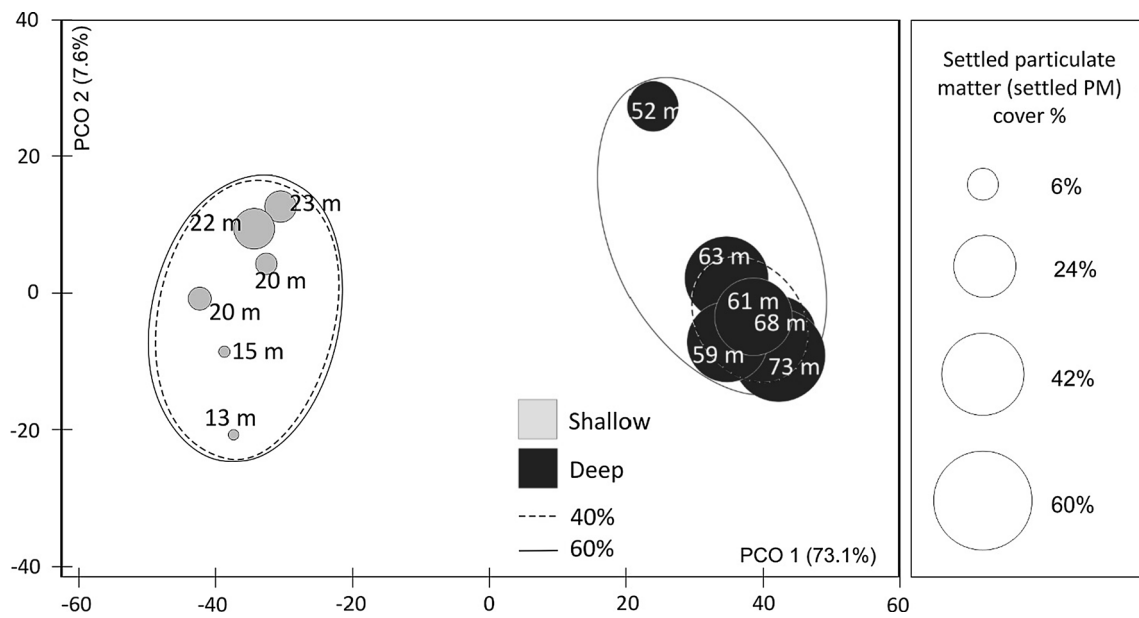 40
20
0
-20
-40
PCO 2 (7.6%)
-60
-40
-20
0
20
40
60
PCO 1 (73.1%)
22 m
23 m
20 m
20 m
15 m
13 m
52 m
63 m
61 m
68 m
59 m
73 m
Shallow
Deep
40%
60%
Settled particulate
matter (settled PM)
cover %
6%
24%
42%
60%